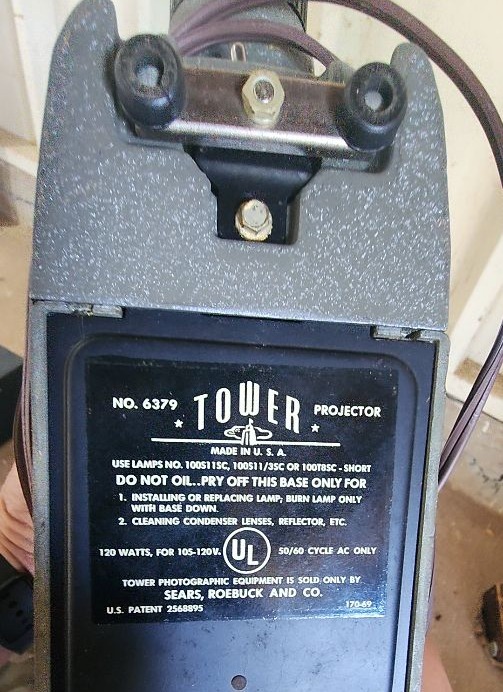 NO. 6379 TOWER PROJECTOR
MADE IN U. S. A.
USE LAMPS NO. 100S11SC, 100S11/3SC OR 100T8SC - SHORT
DO NOT OIL...PRY OFF THIS BASE ONLY FOR
1. INSTALLING OR REPLACING LAMP; BURN LAMP ONLY
WITH BASE DOWN.
2. CLEANING CONDENSER LENSES, REFLECTOR, ETC.
120 WATTS, FOR 105-120V. UL 50/60 CYCLE AC ONLY
TOWER PHOTOGRAPHIC EQUIPMENT IS SOLD ONLY BY
SEARS, ROEBUCK AND CO.
U.S. PATENT 2568895 170-69